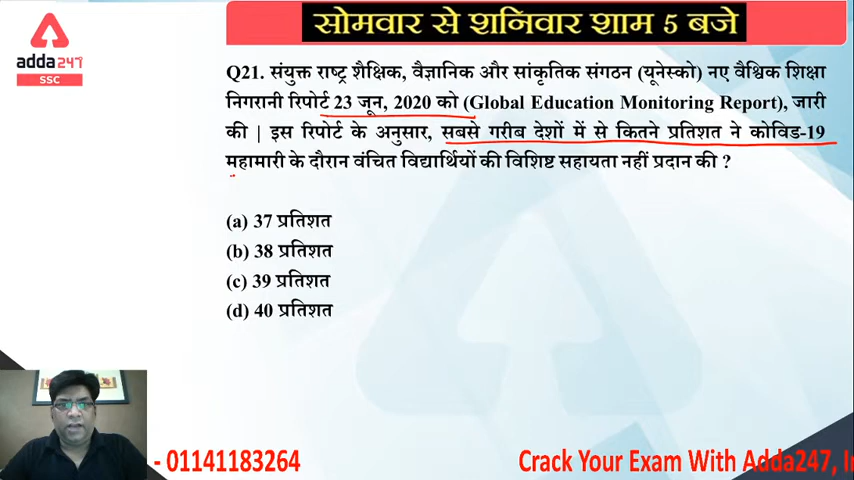 सोमवार से शनिवार शाम 5 बजे
adda247
SSC
Q21. संयुक्त राष्ट्र शैक्षिक, वैज्ञानिक और सांकृतिक संगठन (यूनेस्को) नए वैश्विक शिक्षा
निगरानी रिपोर्ट 23 जून, 2020 को (Global Education Monitoring Report), जारी
की | इस रिपोर्ट के अनुसार, सबसे गरीब देशों में से कितने प्रतिशत ने कोविड-19
महामारी के दौरान वंचित विद्यार्थियों की विशिष्ट सहायता नहीं प्रदान की ?
(a) 37 प्रतिशत
(b) 38 प्रतिशत
(c) 39 प्रतिशत
(d) 40 प्रतिशत
- 01141183264 Crack Your Exam With Adda247, I